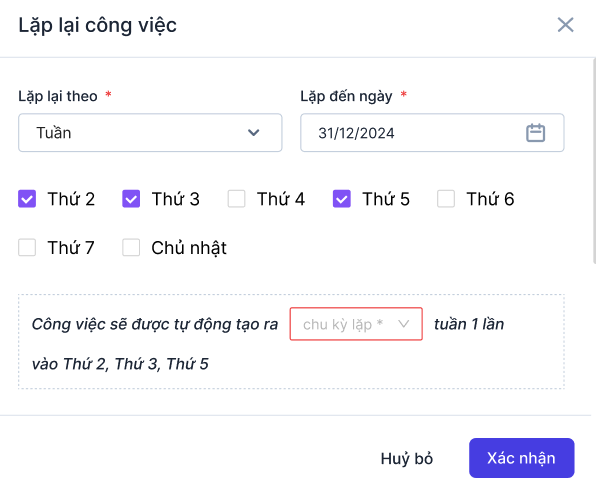 Lặp lại công việc
Lặp lại theo * Lặp đến ngày *
Tuần 31/12/2024
Thứ 2 Thứ 3 Thứ 4 Thứ 5 Thứ 6
Thứ 7 Chủ nhật
Công việc sẽ được tự động tạo ra chu kỳ lặp * tuần 1 lần
vào Thứ 2, Thứ 3, Thứ 5
Huỷ bỏ Xác nhận